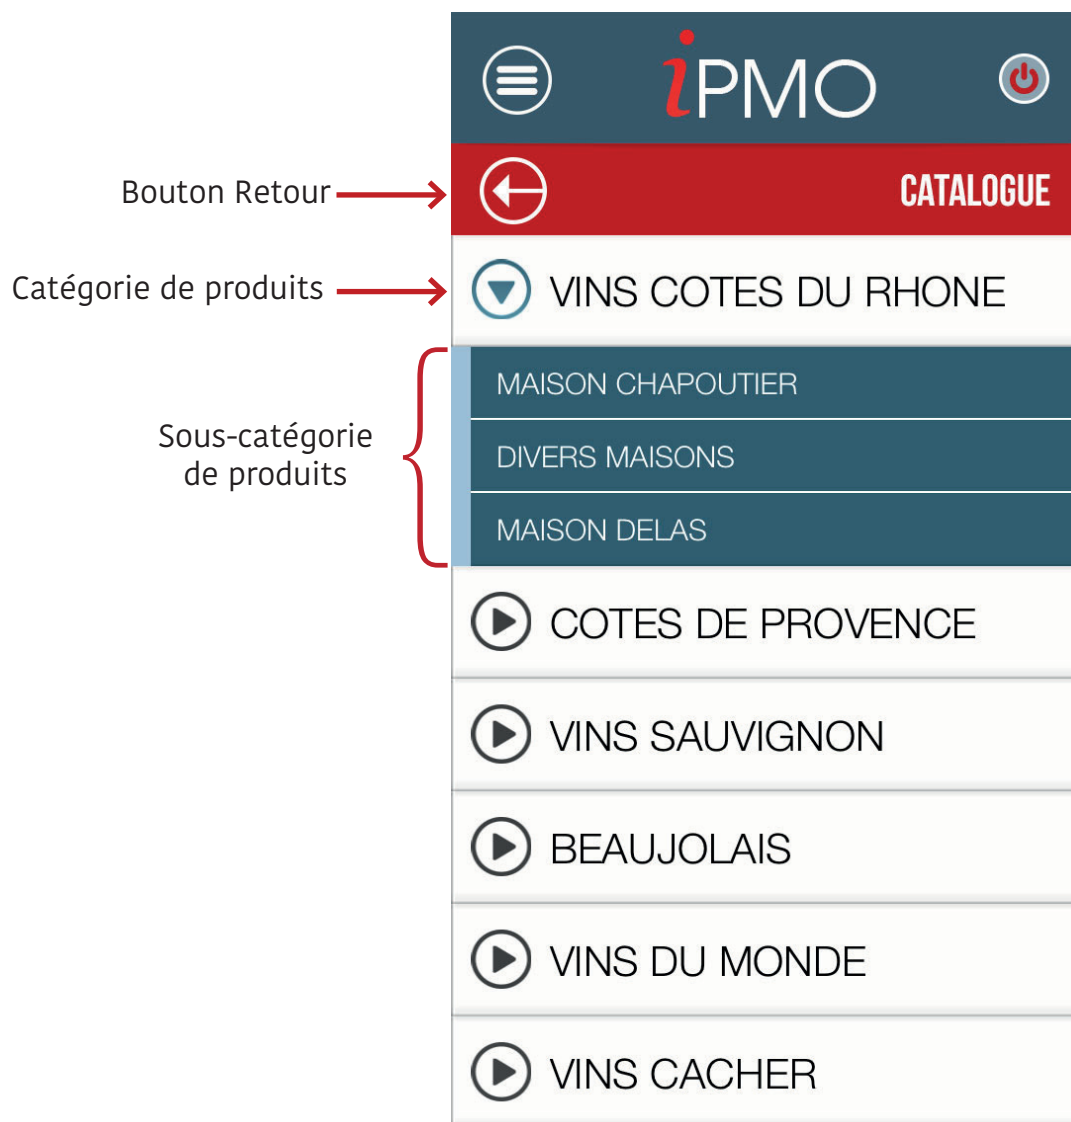 iPMO
Bouton Retour
CATALOGUE
Catégorie de produits
VINS COTES DU RHONE
Sous-catégorie
de produits
MAISON CHAPOUTIER
DIVERS MAISONS
MAISON DELAS
COTES DE PROVENCE
VINS SAUVIGNON
BEAUJOLAIS
VINS DU MONDE
VINS CACHER